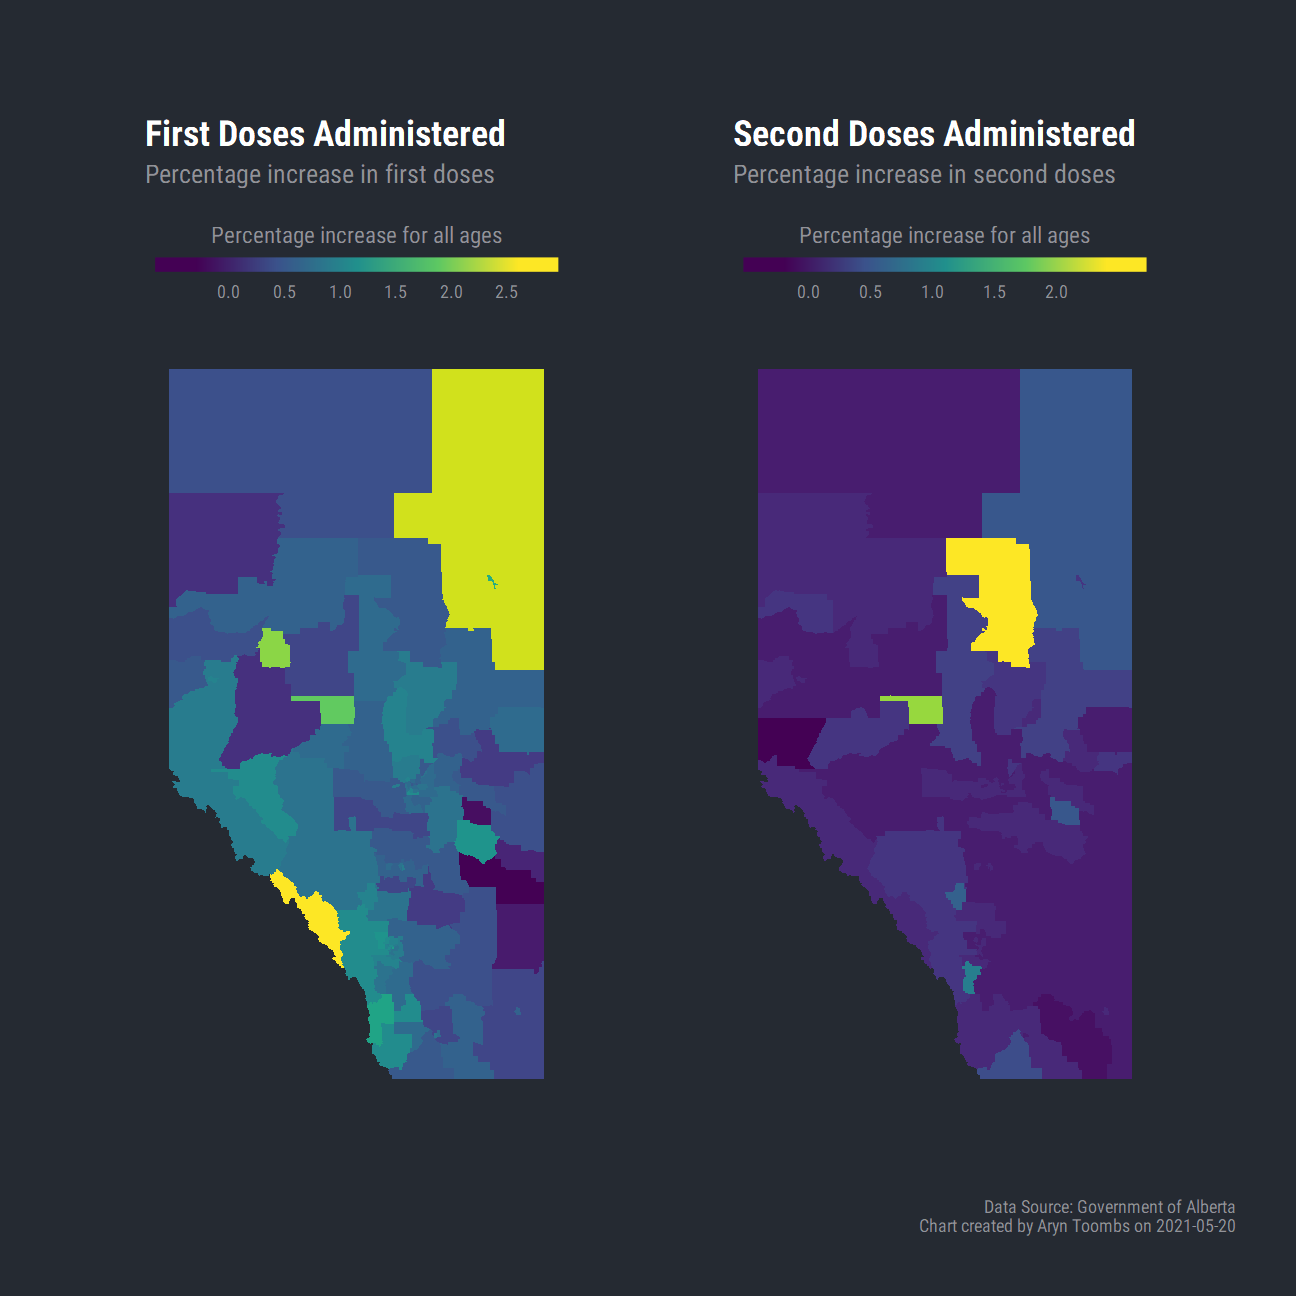 First Doses Administered
Percentage increase in first doses
Percentage increase for all ages
0.0 0.5 1.0 1.5 2.0 2.5
Second Doses Administered
Percentage increase in second doses
Percentage increase for all ages
0.0 0.5 1.0 1.5 2.0
Data Source: Government of Alberta
Chart created by Aryn Toombs on 2021-05-20